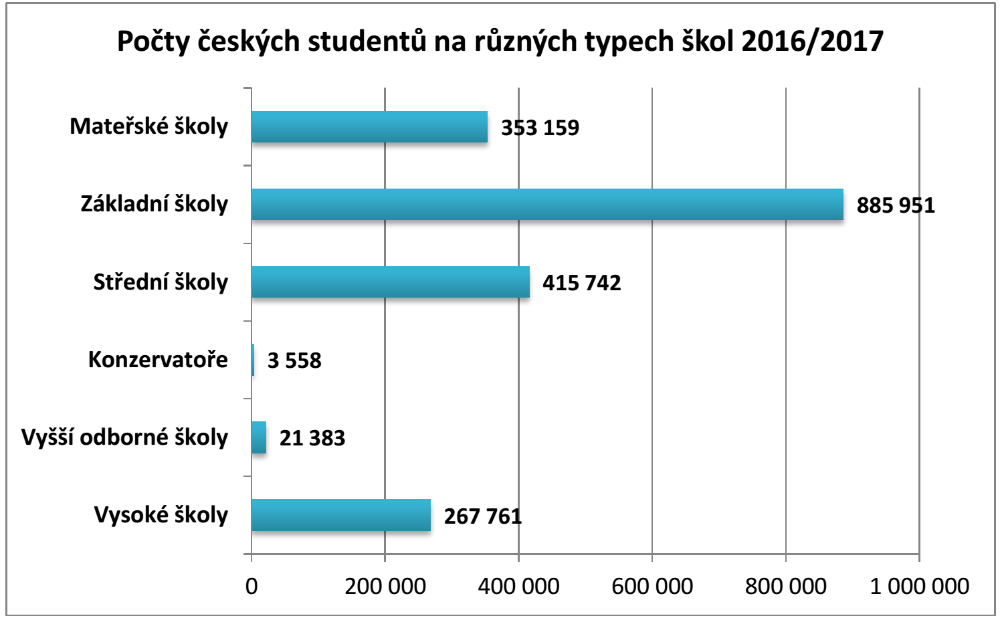 Počty českých studentů na různých typech škol 2016/2017
Mateřské školy 353 159
Základní školy 885 951
Střední školy 415 742
Konzervatoře 3 558
Vyšší odborné školy 21 383
Vysoké školy 267 761
0 200 000 400 000 600 000 800 000 1 000 000